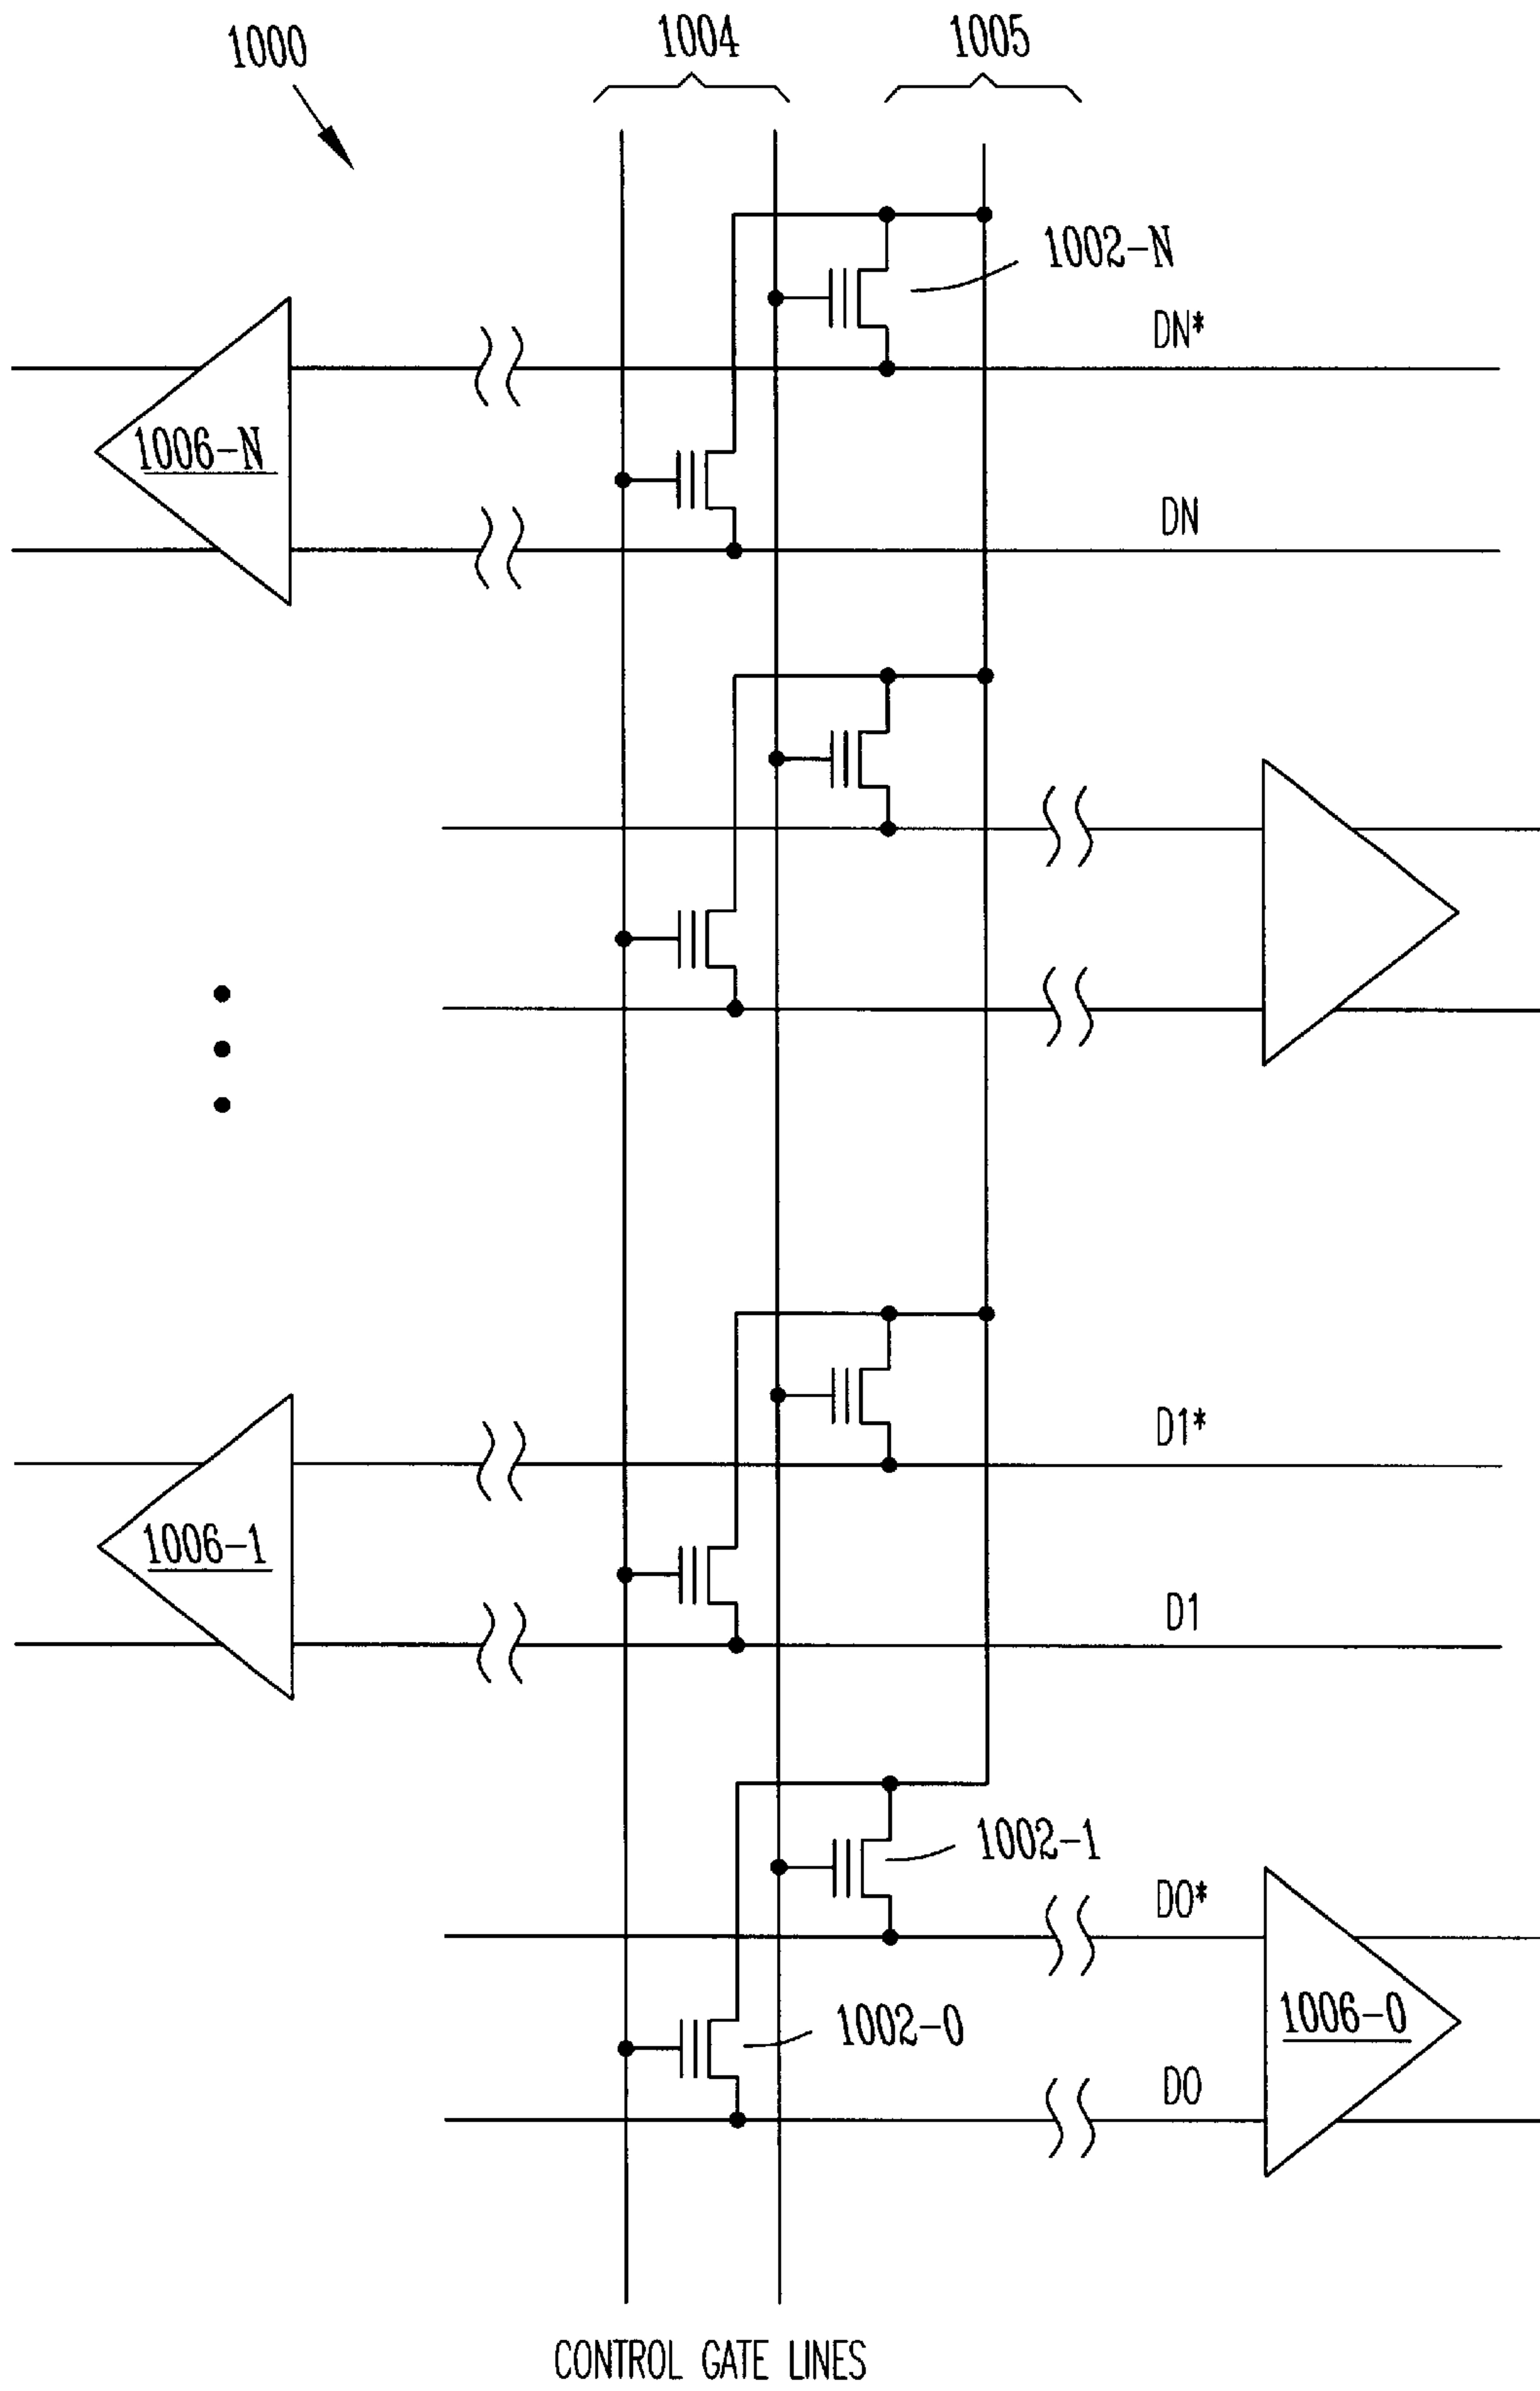 1000
1004
1005
1002-N
DN*
1006-N
DN
D1*
1006-1
D1
1002-1
D0*
1002-0
1006-0
D0
CONTROL GATE LINES